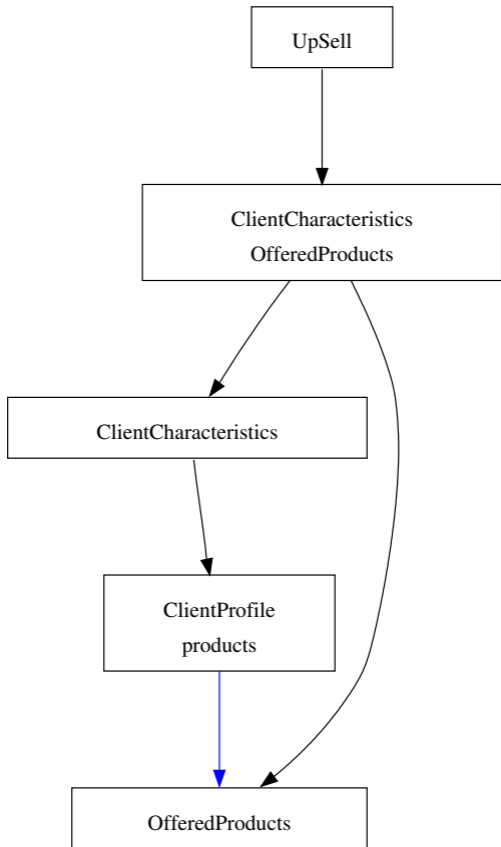 UpSell
ClientCharacteristics
OfferedProducts
ClientCharacteristics
ClientProfile
products
OfferedProducts